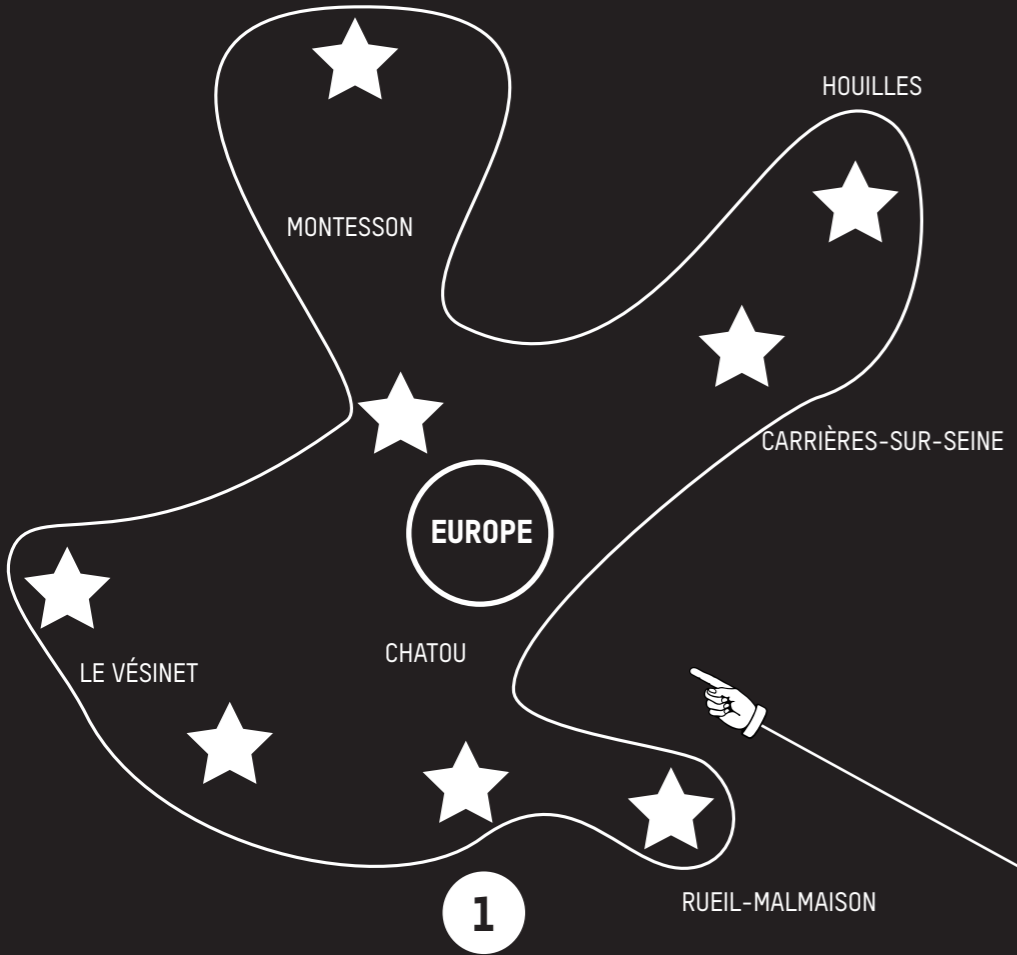 HOUILLES
MONTESSON
CARRIÈRES-SUR-SEINE
EUROPE
CHATOU
LE VÉSINET
RUEIL-MALMAISON
1